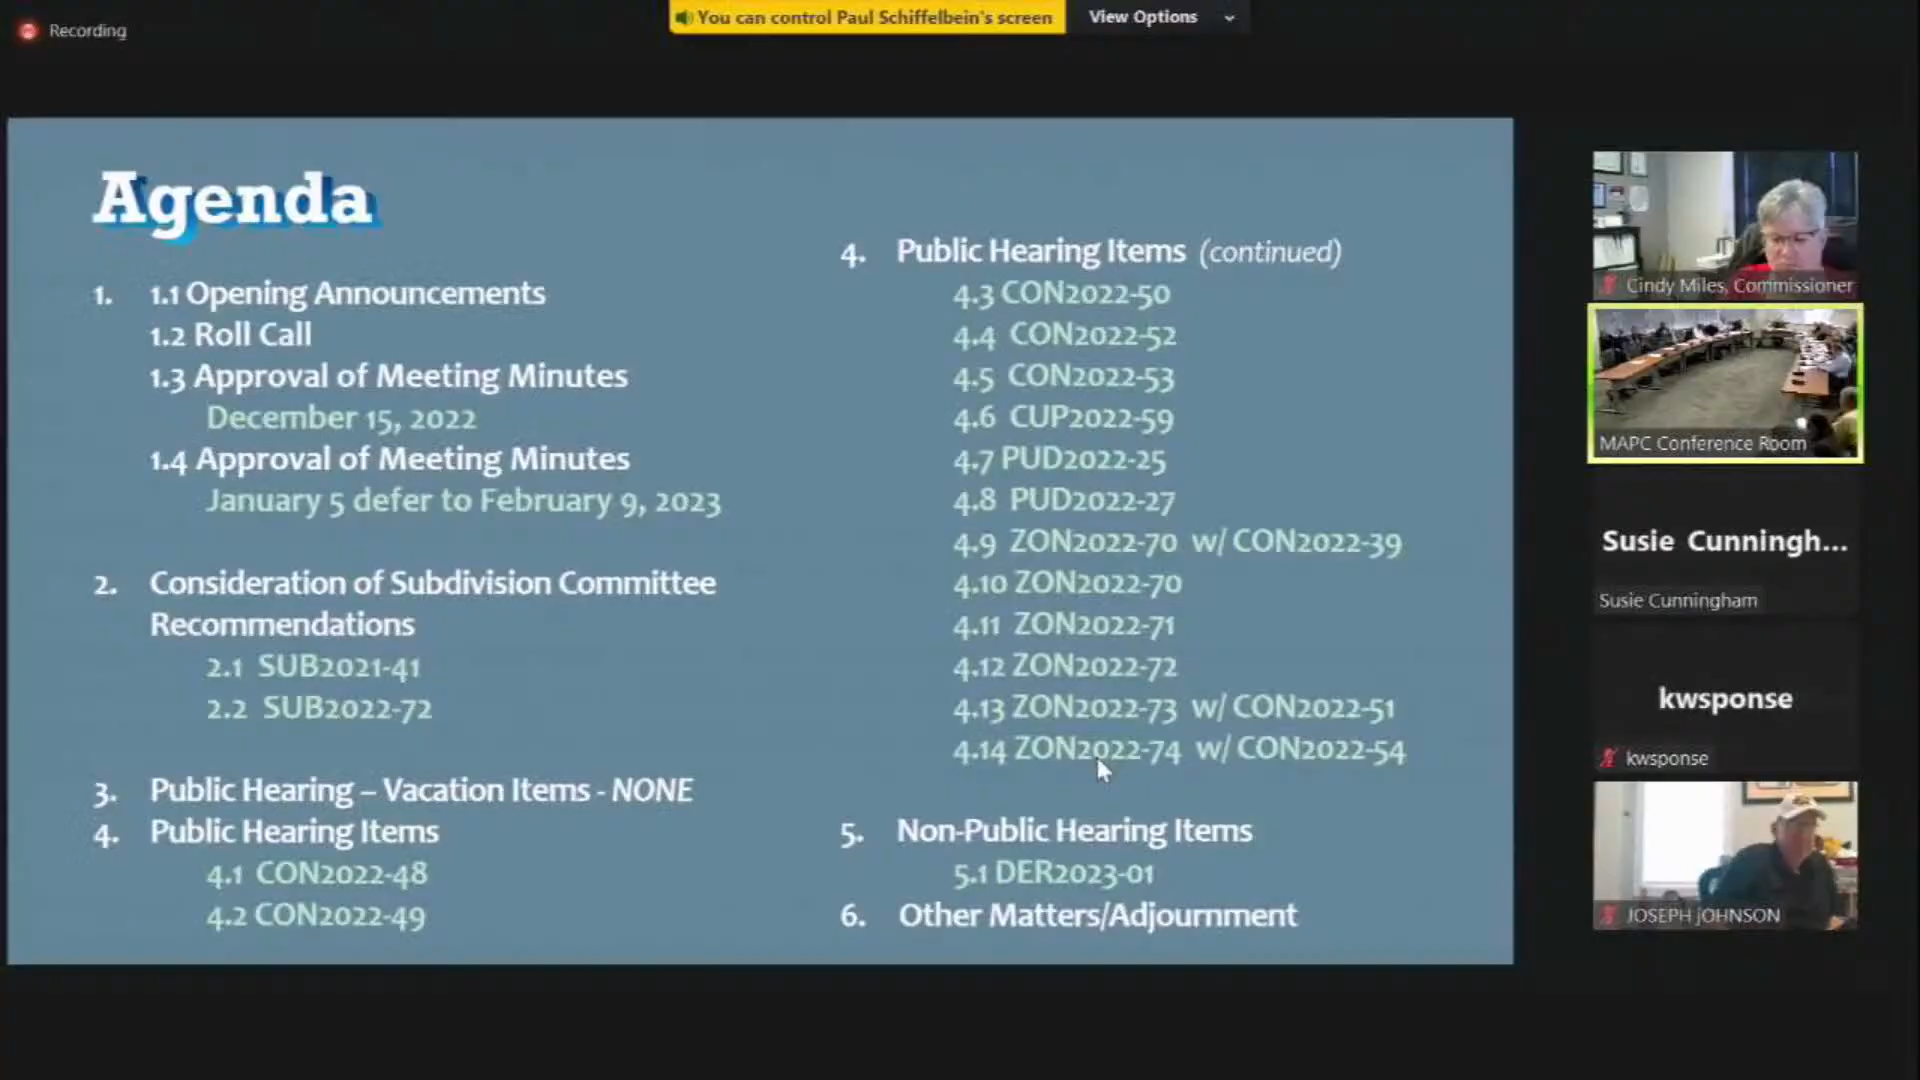 Recording
You can control Paul Schiffelbein's screen
View Options
Agenda
1. 1.1 Opening Announcements
1.2 Roll Call
1.3 Approval of Meeting Minutes
December 15, 2022
1.4 Approval of Meeting Minutes
January 5 defer to February 9, 2023
2. Consideration of Subdivision Committee
Recommendations
2.1 SUB2021-41
2.2 SUB2022-72
3. Public Hearing – Vacation Items - NONE
4. Public Hearing Items
4.1 CON2022-48
4.2 CON2022-49
4. Public Hearing Items (continued)
4.3 CON2022-50
4.4 CON2022-52
4.5 CON2022-53
4.6 CUP2022-59
4.7 PUD2022-25
4.8 PUD2022-27
4.9 ZON2022-70 w/ CON2022-39
4.10 ZON2022-70
4.11 ZON2022-71
4.12 ZON2022-72
4.13 ZON2022-73 w/ CON2022-51
4.14 ZON2022-74 w/ CON2022-54
5. Non-Public Hearing Items
5.1 DER2023-01
6. Other Matters/Adjournment
Cindy Miles, Commissioner
MAPC Conference Room
Susie Cunningh...
Susie Cunningham
kwsponse
kwsponse
JOSEPH jOHNSON